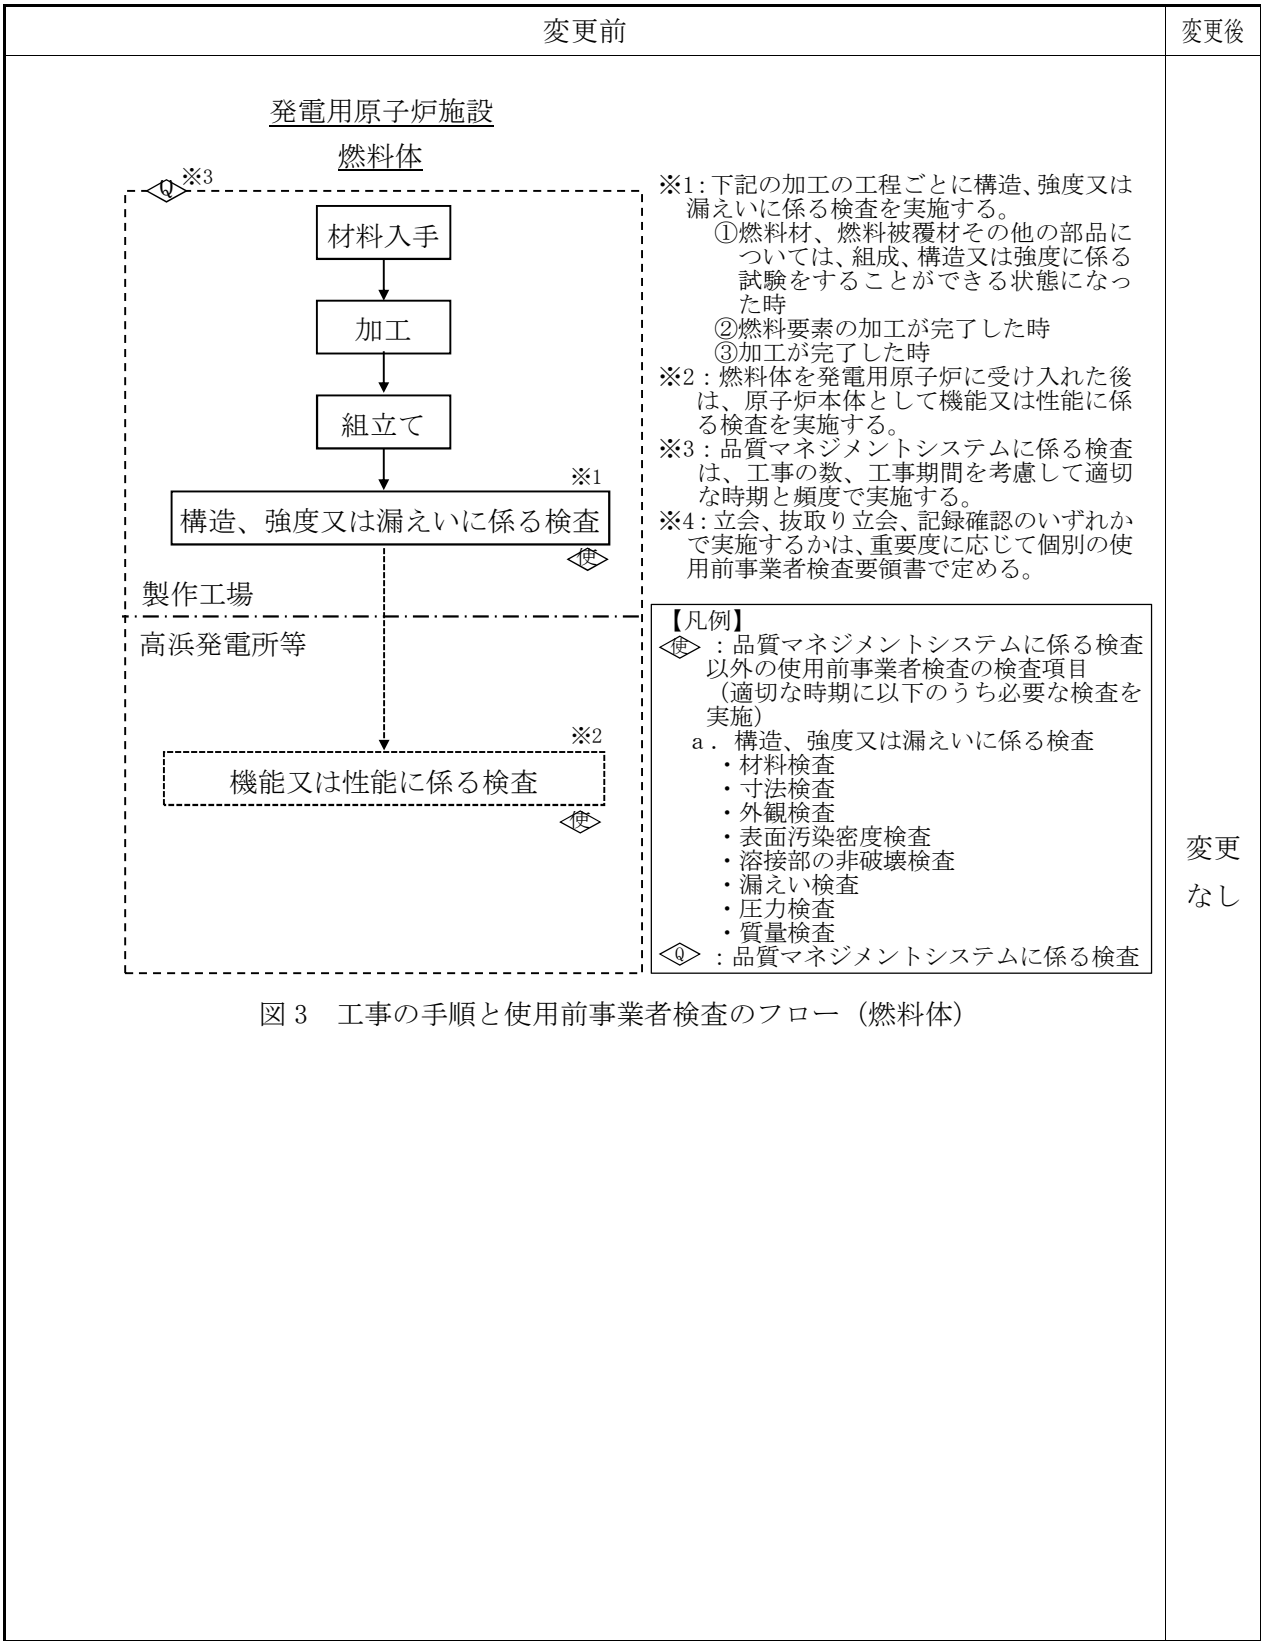 変更前
変更後
発電用原子炉施設
燃料体
Q ※3
材料入手
加工
組立て
※1
構造、強度又は漏えいに係る検査
使
製作工場
高浜発電所等
※2
機能又は性能に係る検査
使
※1:下記の加工の工程ごとに構造、強度又は
漏えいに係る検査を実施する。
①燃料材、燃料被覆材その他の部品に
ついては、組成、構造又は強度に係る
試験をすることができる状態になっ
た時
②燃料要素の加工が完了した時
③加工が完了した時
※2:燃料体を発電用原子炉に受け入れた後
は、原子炉本体として機能又は性能に係
る検査を実施する。
※3:品質マネジメントシステムに係る検査
は、工事の数、工事期間を考慮して適切
な時期と頻度で実施する。
※4:立会、抜取り立会、記録確認のいずれか
で実施するかは、重要度に応じて個別の使
用前事業者検査要領書で定める。
【凡例】
使 :品質マネジメントシステムに係る検査
以外の使用前事業者検査の検査項目
(適切な時期に以下のうち必要な検査を
実施)
a. 構造、強度又は漏えいに係る検査
・材料検査
・寸法検査
・外観検査
・表面汚染密度検査
・溶接部の非破壊検査
・漏えい検査
・圧力検査
・質量検査
Q :品質マネジメントシステムに係る検査
図3 工事の手順と使用前事業者検査のフロー(燃料体)
変更
なし